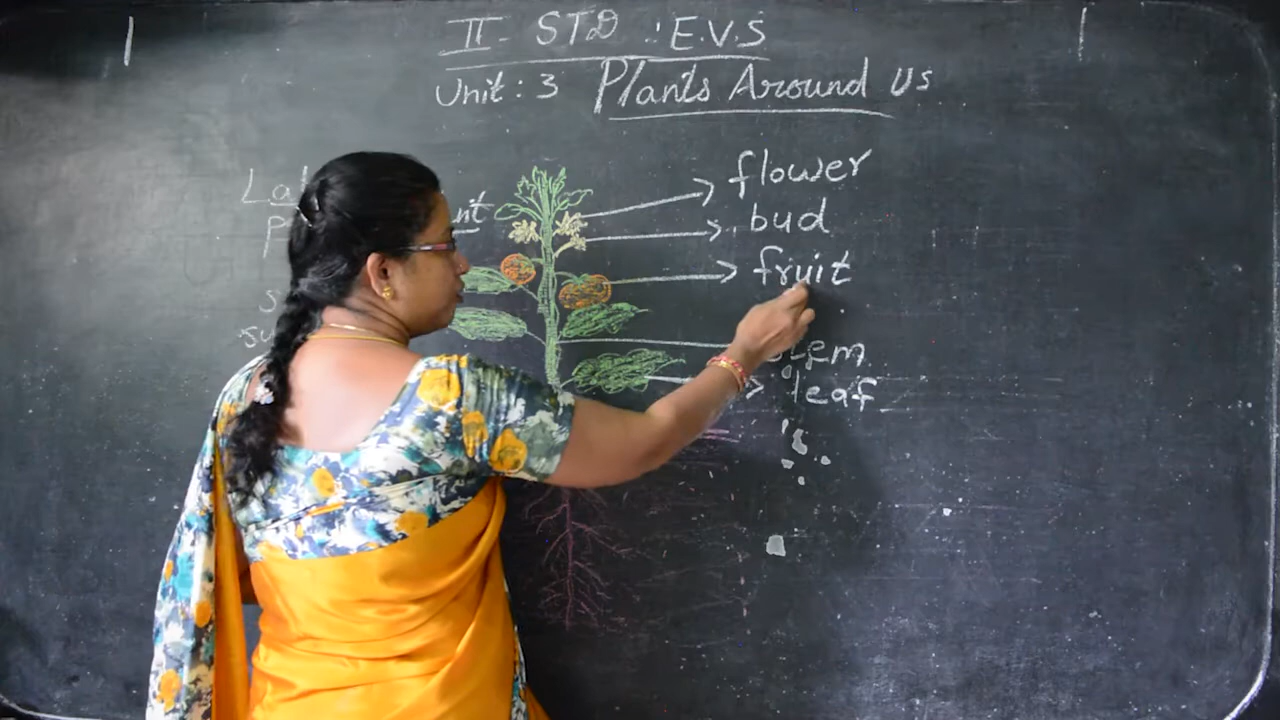 II - STD : E.V.S
Unit : 3 Plants Around Us
flower
bud
fruit
stem
leaf